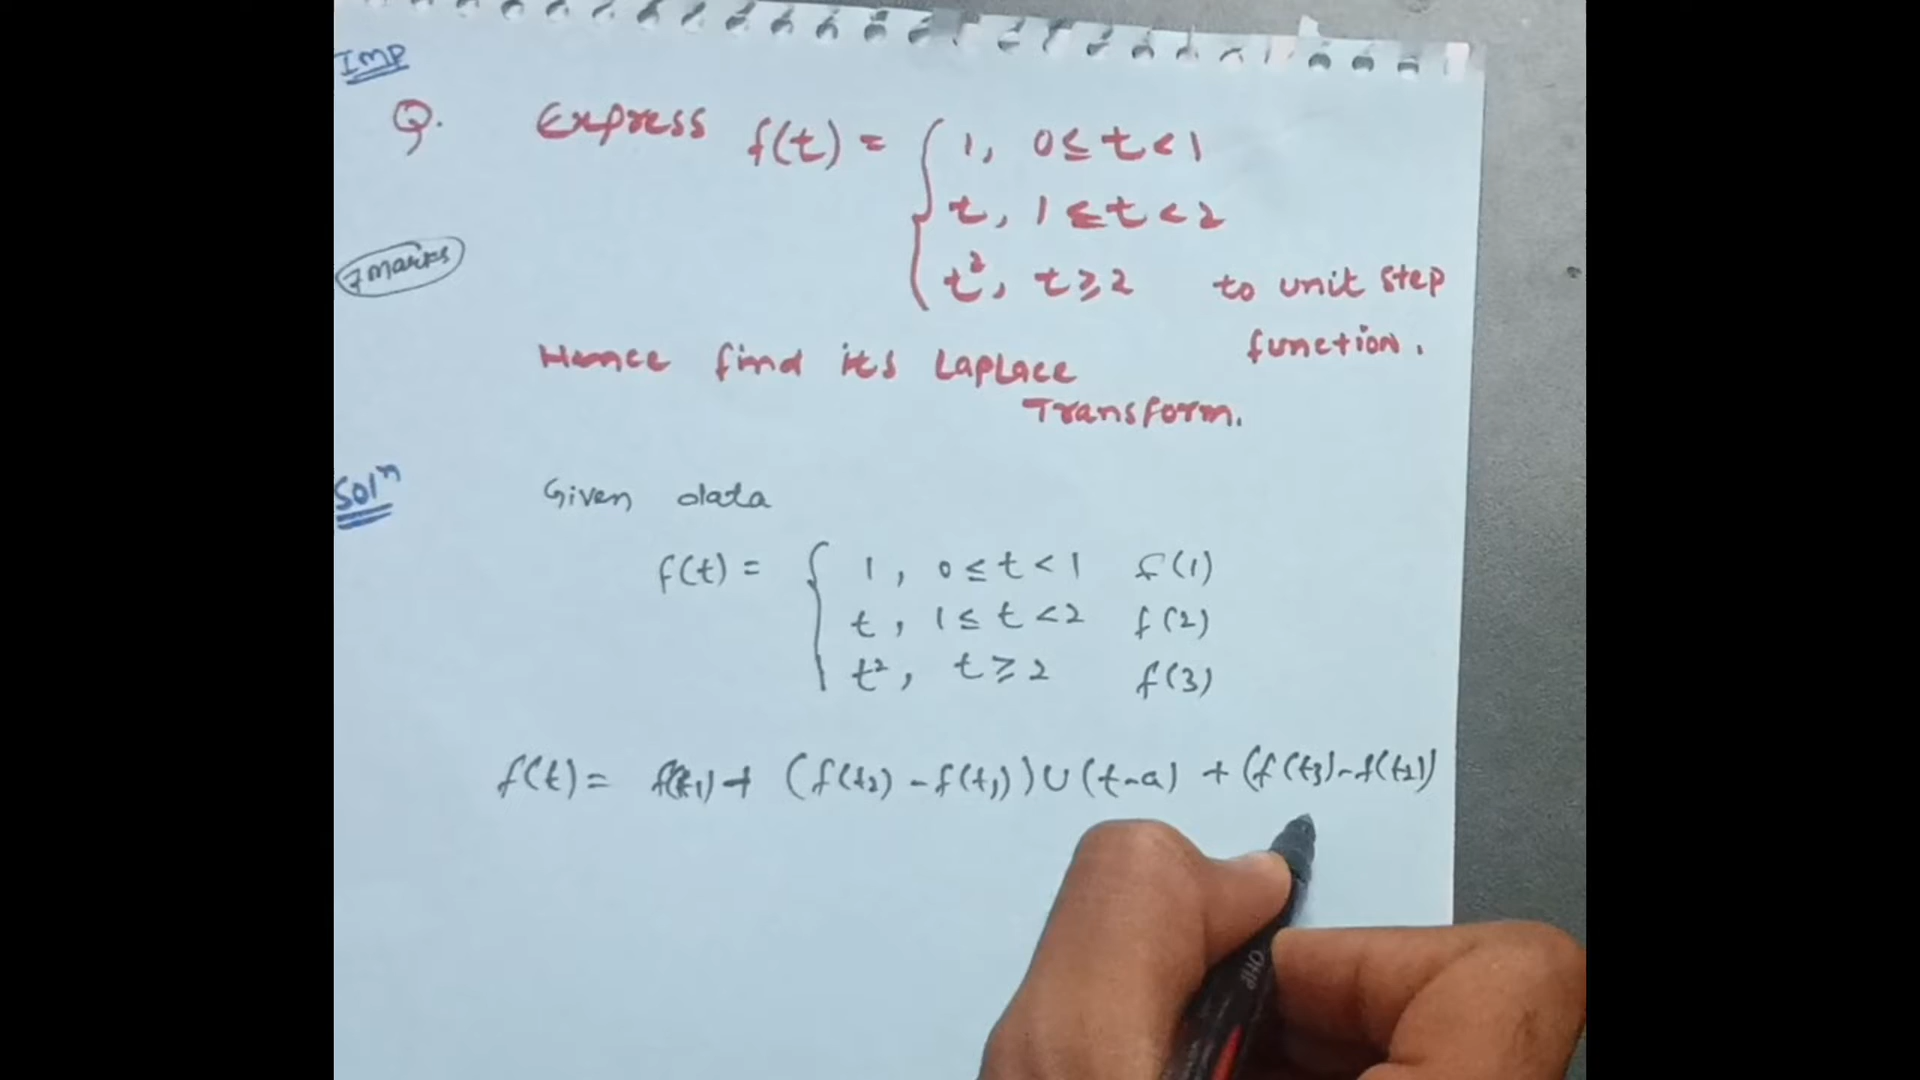 Imp
Q. Express f(t) = { 1, 0 ≤ t < 1
t, 1 ≤ t < 2
t², t ≥ 2 to unit step
function.
7 marks
Hence find its Laplace
Transform.
Solⁿ Given data
f(t) = { 1, 0 ≤ t < 1 f(1)
t, 1 ≤ t < 2 f(2)
t², t ≥ 2 f(3)
f(t) = f(t₁) + (f(t₂) - f(t₁)) U (t-a) + (f(t₃) - f(t₂))
OHP